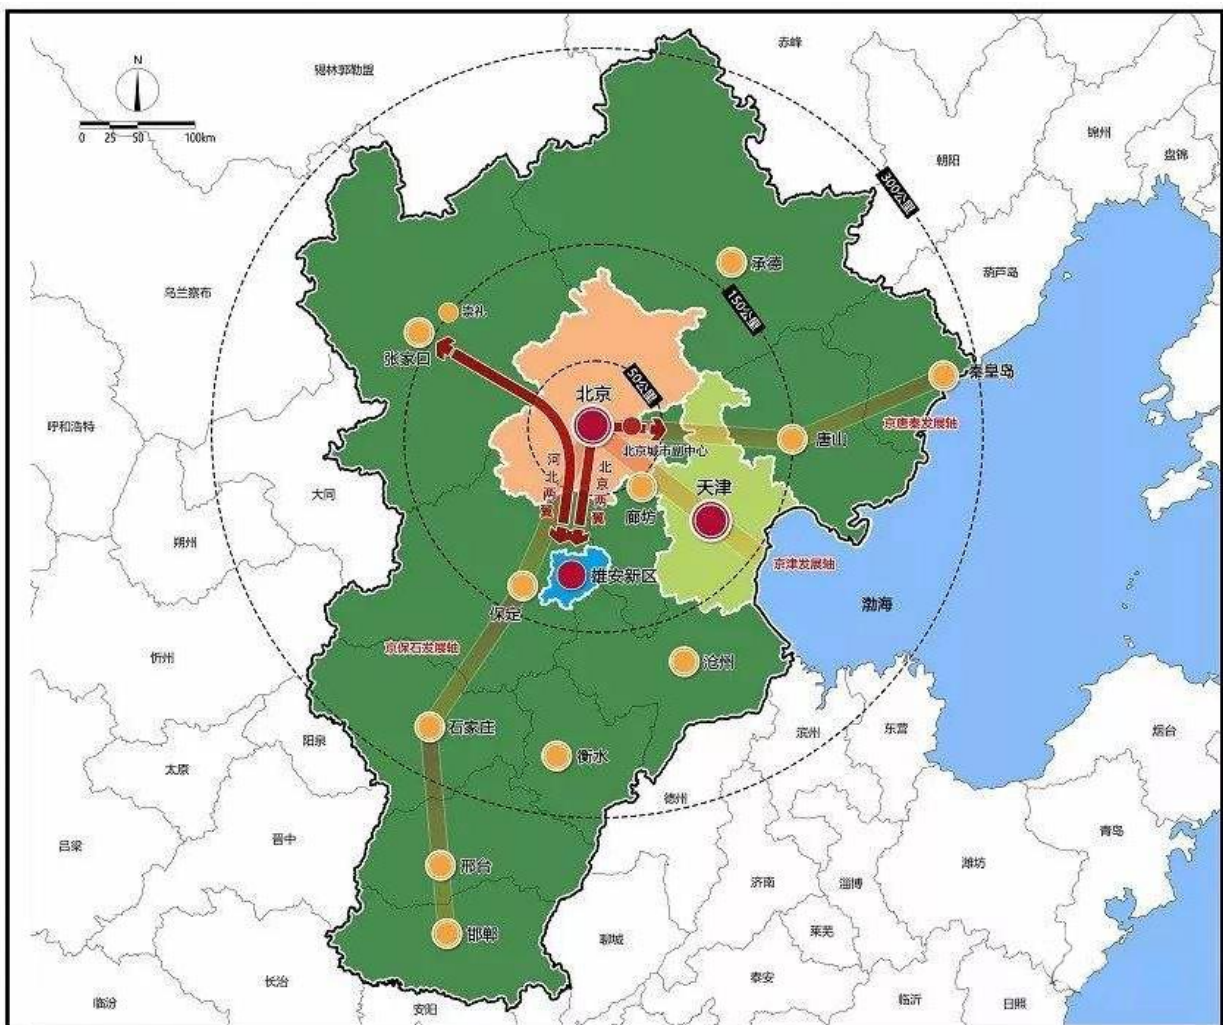 赤峰
锡林郭勒盟
N
0 25 50 100km
锦州
盘锦
朝阳
300公里
承德
葫芦岛
乌兰察布
150公里
崇礼
张家口
50公里
秦皇岛
北京
京唐秦发展轴
呼和浩特
唐山
北京城市副中心
河北两翼
北京两翼
天津
大同
廊坊
朔州
京津发展轴
雄安新区
渤海
保定
京保石发展轴
忻州
沧州
石家庄
滨州
东营
烟台
阳泉
衡水
太原
德州
青岛
晋中
吕梁
邢台
潍坊
济南
淄博
邯郸
聊城
莱芜
长治
泰安
临汾
安阳
临沂
日照